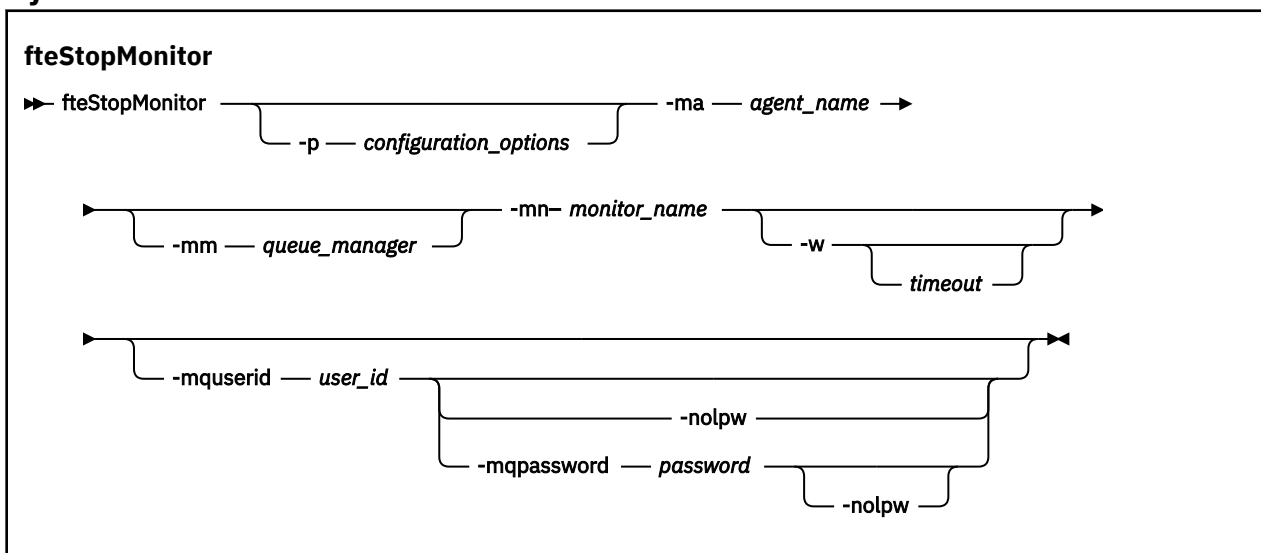 fteStopMonitor
fteStopMonitor -ma agent_name
-p configuration_options
-mn monitor_name
-mm queue_manager -w
timeout
-mquserid user_id
-nolpw
-mqpassword password
-nolpw